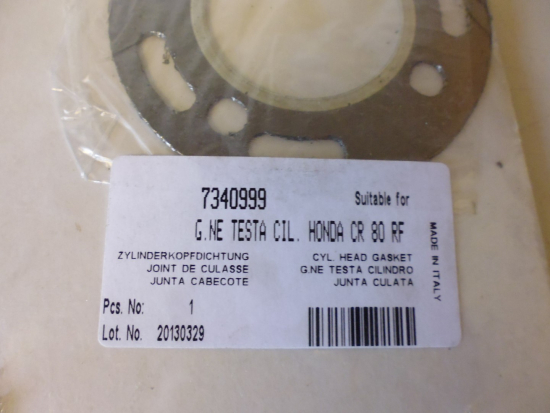 7340999 Suitable for
G.NE TESTA CIL. HONDA CR 80 RF
ZYLINDERKOPFDICHTUNG CYL. HEAD GASKET
JOINT DE CULASSE G.NE TESTA CILINDRO
JUNTA CABECOTE JUNTA CULATA
Pcs. No: 1
Lot. No. 20130329
MADE IN ITALY